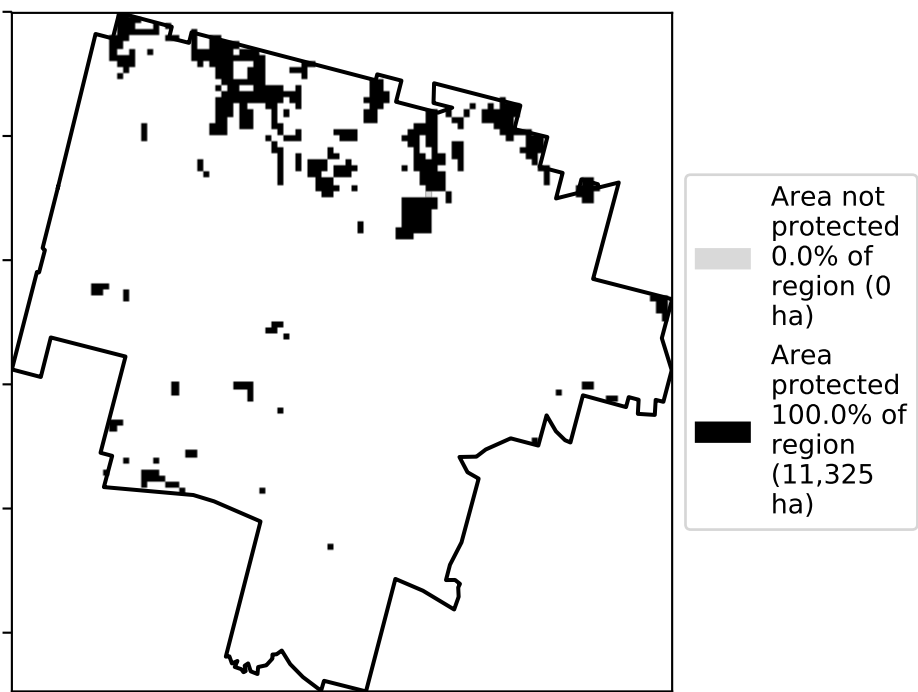 Area not
protected
0.0% of
region (0
ha)
Area
protected
100.0% of
region
(11,325
ha)